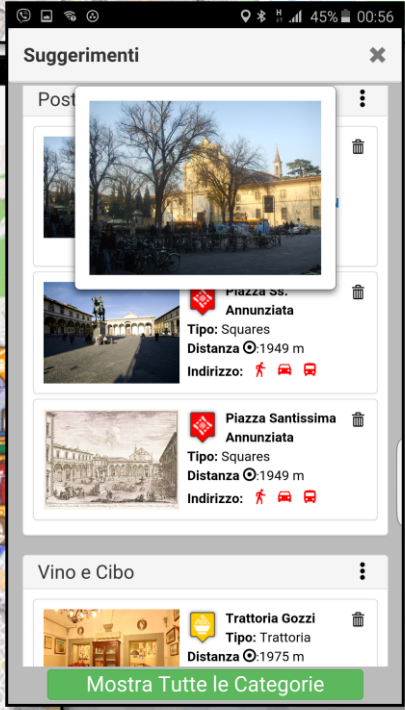 H 45% 00:56
Suggerimenti
Post
Piazza Ss.
Annunziata
Tipo: Squares
Distanza :1949 m
Indirizzo:
Piazza Santissima
Annunziata
Tipo: Squares
Distanza :1949 m
Indirizzo:
Vino e Cibo
Trattoria Gozzi
Tipo: Trattoria
Distanza :1975 m
Mostra Tutte le Categorie